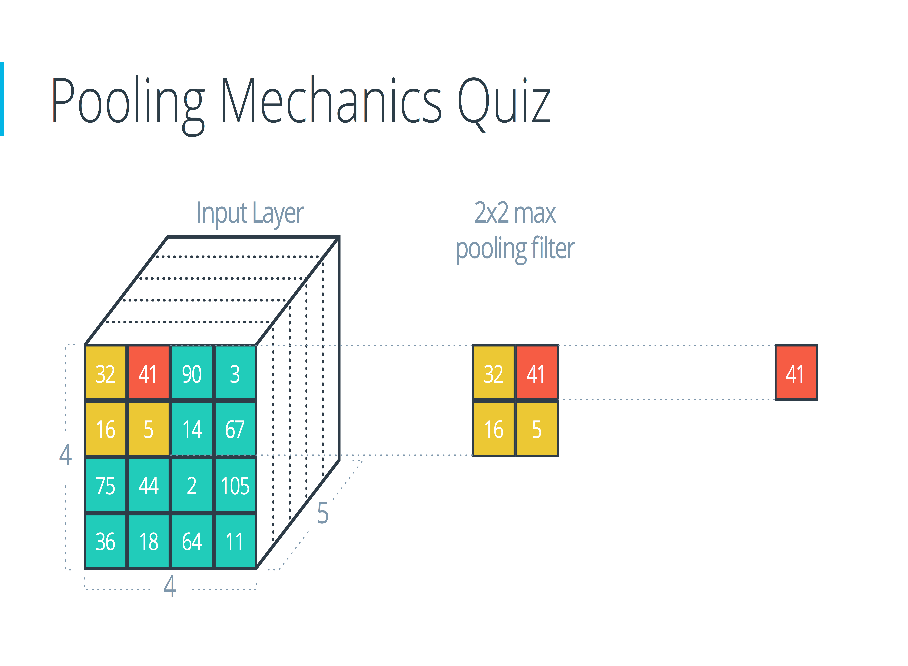 Pooling Mechanics Quiz
Input Layer
2x2 max
pooling filter
32 41 90 3
16 5 14 67
75 44 2 105
36 18 64 11
4
4
5
32 41
16 5
41